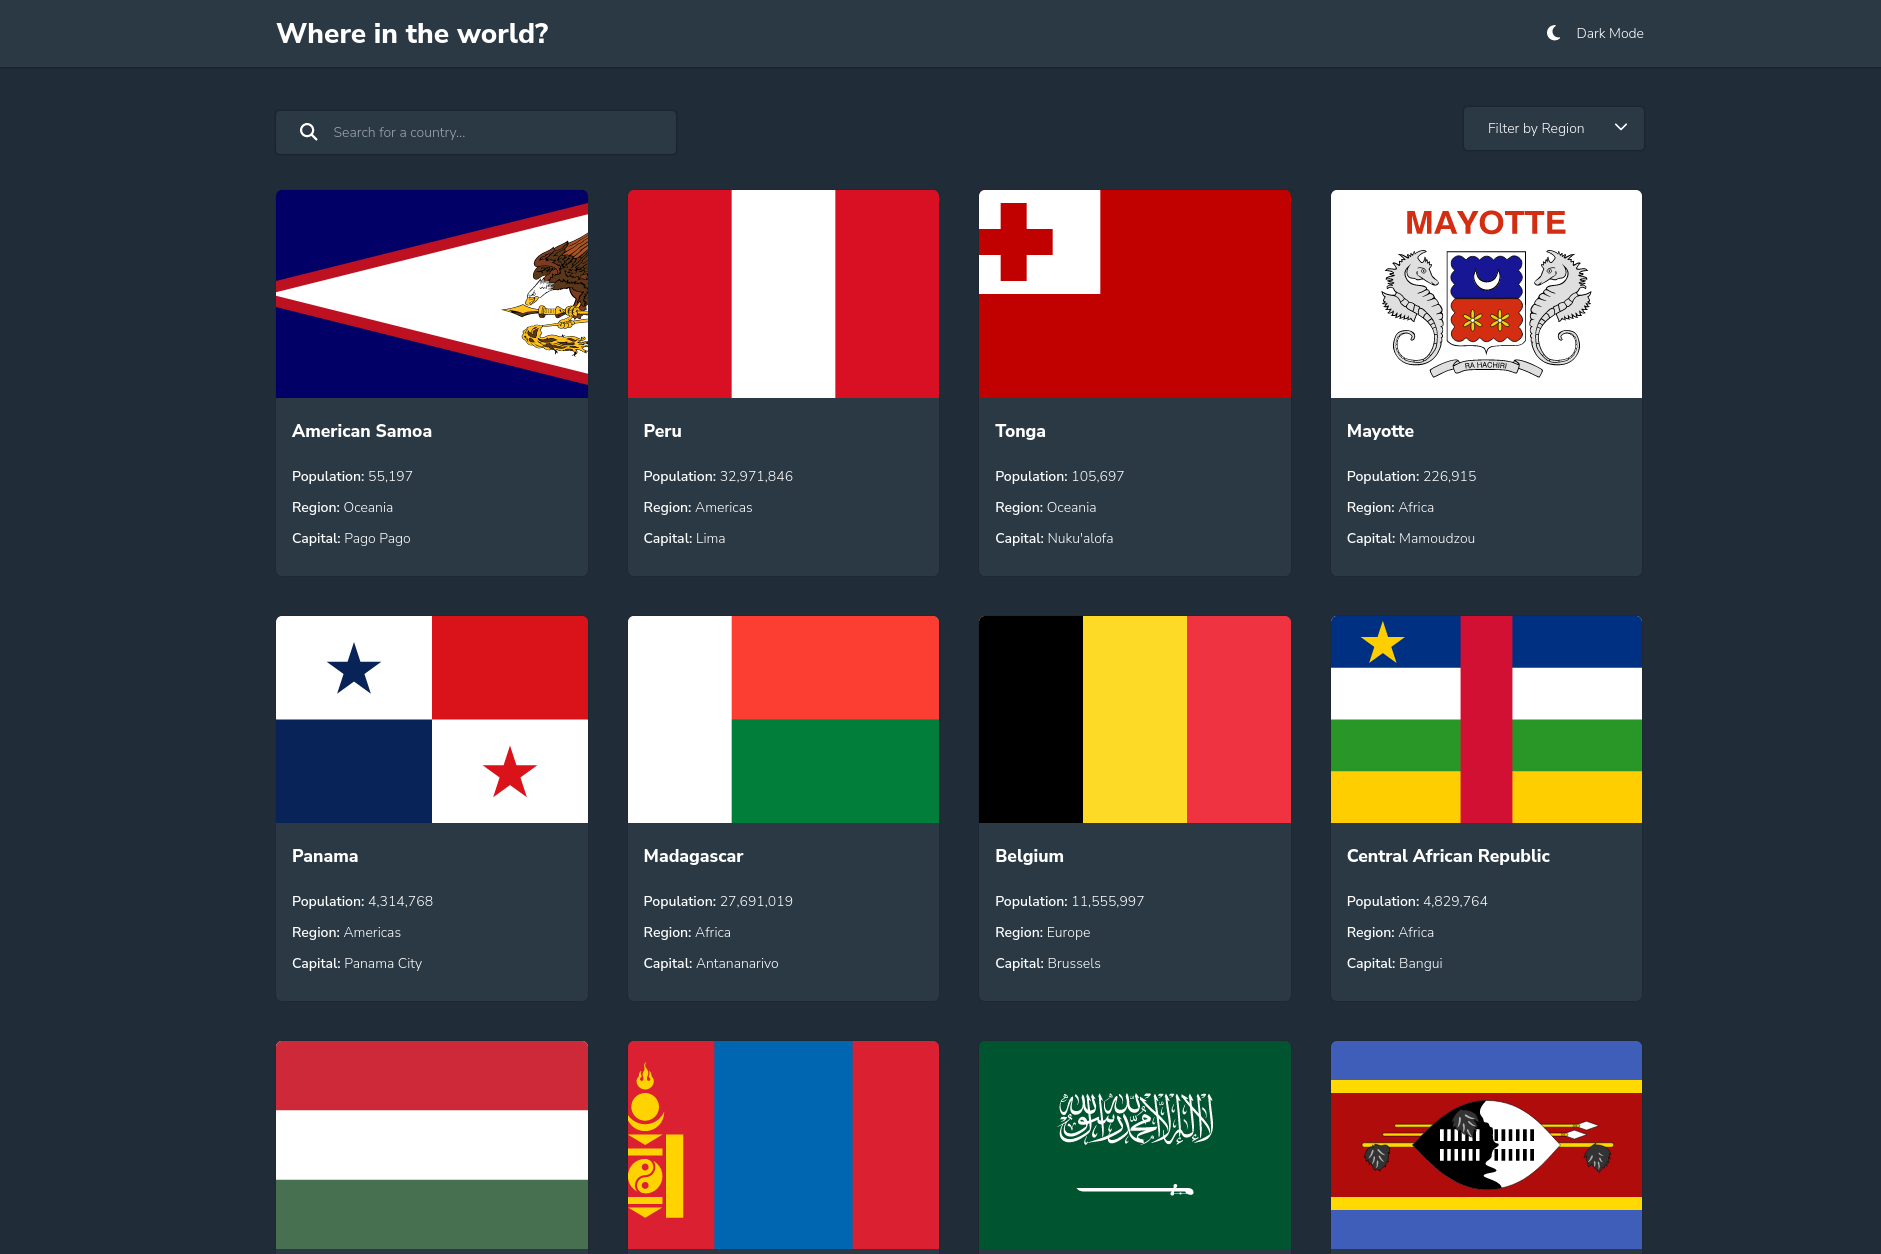 Where in the world?
Dark Mode
Search for a country...
Filter by Region
MAYOTTE
RA HACHIRI
American Samoa
Population: 55,197
Region: Oceania
Capital: Pago Pago
Peru
Population: 32,971,846
Region: Americas
Capital: Lima
Tonga
Population: 105,697
Region: Oceania
Capital: Nuku'alofa
Mayotte
Population: 226,915
Region: Africa
Capital: Mamoudzou
Panama
Population: 4,314,768
Region: Americas
Capital: Panama City
Madagascar
Population: 27,691,019
Region: Africa
Capital: Antananarivo
Belgium
Population: 11,555,997
Region: Europe
Capital: Brussels
Central African Republic
Population: 4,829,764
Region: Africa
Capital: Bangui
لا إله إلا الله محمد رسول الله